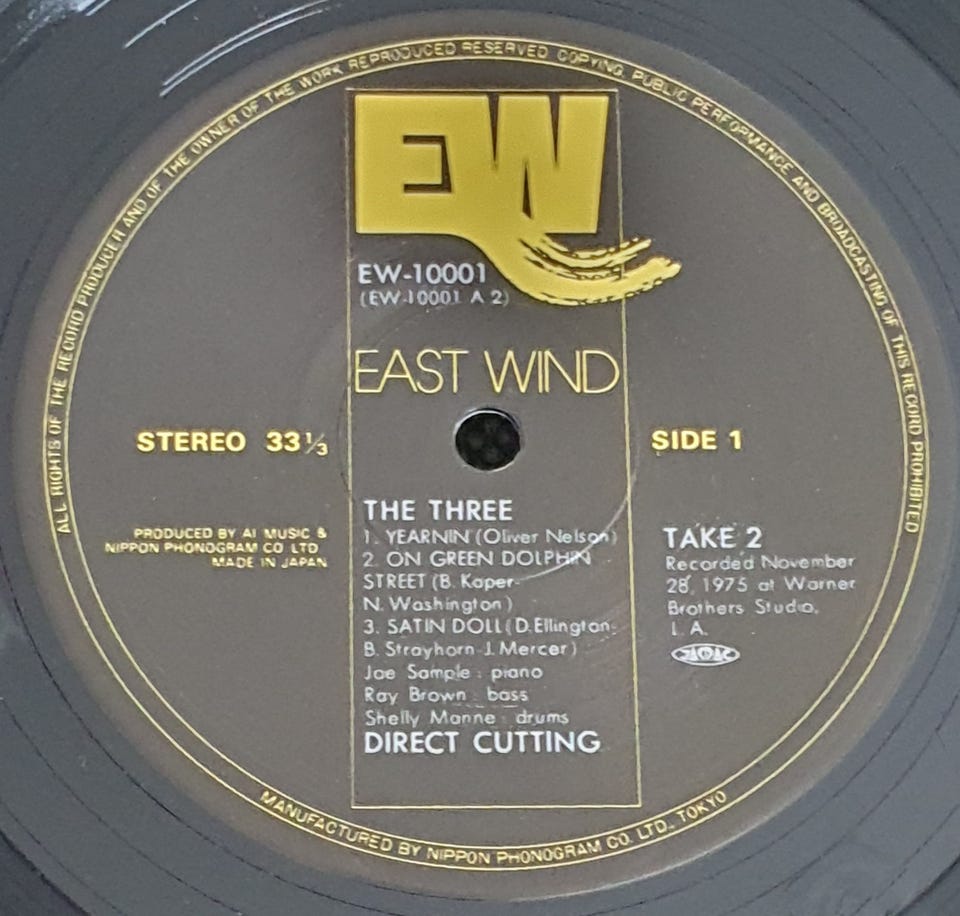 ALL RIGHTS OF THE RECORD PRODUCER AND OF THE OWNER OF THE WORK REPRODUCED RESERVED. COPYING, PUBLIC PERFORMANCE AND BROADCASTING OF THIS RECORD PROHIBITED
EW
EW-10001
(EW-10001 A 2)
EAST WIND
STEREO 33⅓
SIDE 1
PRODUCED BY AI MUSIC &
NIPPON PHONOGRAM CO LTD
MADE IN JAPAN
THE THREE
1. YEARNIN'(Oliver Nelson)
2. ON GREEN DOLPHIN
STREET (B. Kaper-
N. Washington)
3. SATIN DOLL(D.Ellington-
B. Strayhorn-J.Mercer)
Joe Sample : piano
Ray Brown : bass
Shelly Manne : drums
DIRECT CUTTING
TAKE 2
Recorded November
28, 1975 at Warner
Brothers Studio,
L. A.
MANUFACTURED BY NIPPON PHONOGRAM CO. LTD., TOKYO